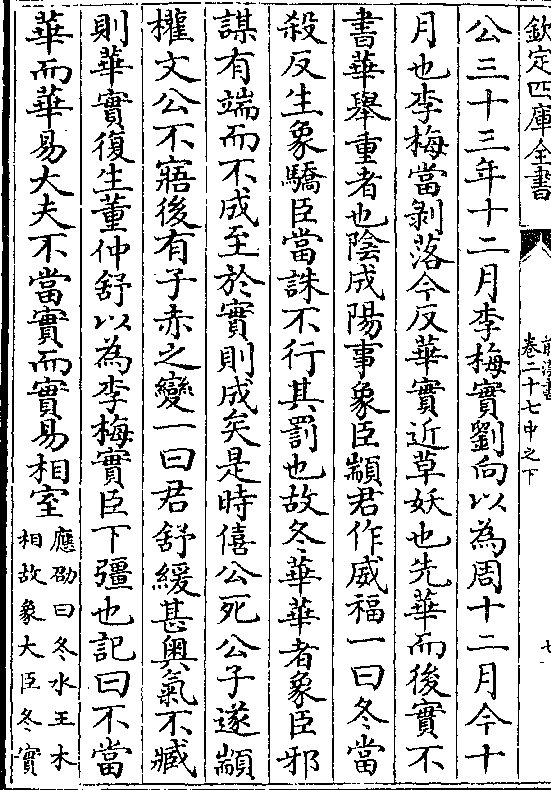 欽定四庫全書
前漢書
卷二十七中之下
七
公三十三年十二月李梅實劉向以為周十二月今十
月也李梅當剝落今反華實近草妖也先華而後實不
書華舉重者也陰成陽事象臣顓君作威福一曰冬當
殺反生象驕臣當誅不行其罰也故冬華華者象臣邪
謀有端而不成至於實則成矣是時僖公死公子遂顓
權文公不寤後有子赤之變一曰君舒緩甚奧氣不臧
則華實復生董仲舒以為李梅實臣下彊也記曰不當
華而華易大夫不當實而實易相室
應劭曰冬水王木
相故象大臣冬實